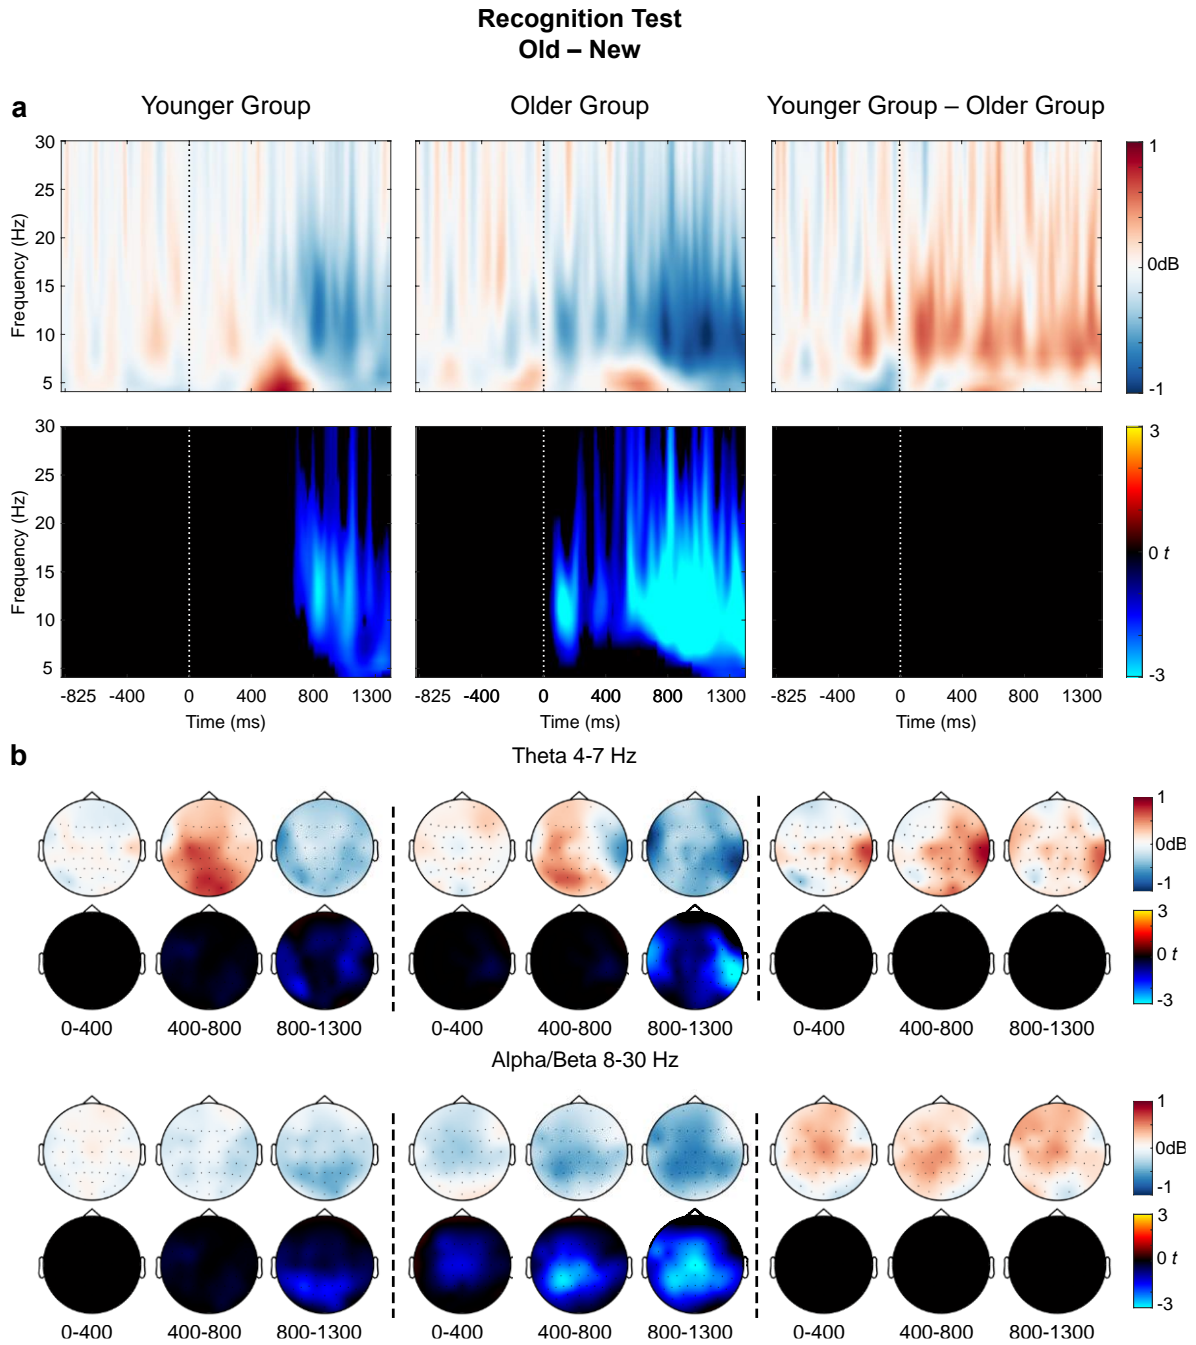 Recognition Test
Old – New
a
Younger Group
Older Group
Younger Group – Older Group
Frequency (Hz)
30
25
20
15
10
5
1
0dB
-1
Frequency (Hz)
30
25
20
15
10
5
3
0 t
-3
-825 -400 0 400 800 1300
-825 -400 0 400 800 1300
-825 -400 0 400 800 1300
Time (ms)
Time (ms)
Time (ms)
b
Theta 4-7 Hz
1
0dB
-1
3
0 t
-3
0-400 400-800 800-1300
0-400 400-800 800-1300
0-400 400-800 800-1300
Alpha/Beta 8-30 Hz
1
0dB
-1
3
0 t
-3
0-400 400-800 800-1300
0-400 400-800 800-1300
0-400 400-800 800-1300